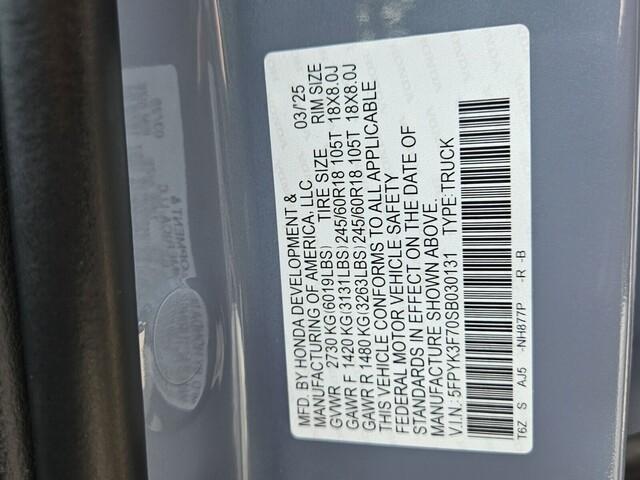 MFD. BY HONDA DEVELOPMENT &
MANUFACTURING OF AMERICA, LLC 03/'25
GVWR 2730 KG(6019LBS) TIRE SIZE RIM SIZE
GAWR F 1420 KG(3131LBS)245/60R18 105T 18X8.0J
GAWR R 1480 KG(3263LBS)245/60R18 105T 18X8.0J
THIS VEHICLE CONFORMS TO ALL APPLICABLE
FEDERAL MOTOR VEHICLE SAFETY
STANDARDS IN EFFECT ON THE DATE OF
MANUFACTURE SHOWN ABOVE.
V.I.N.: 5FPYK3F70SB030131 TYPE:TRUCK
T6Z S AJ5 -NH877P -R -B